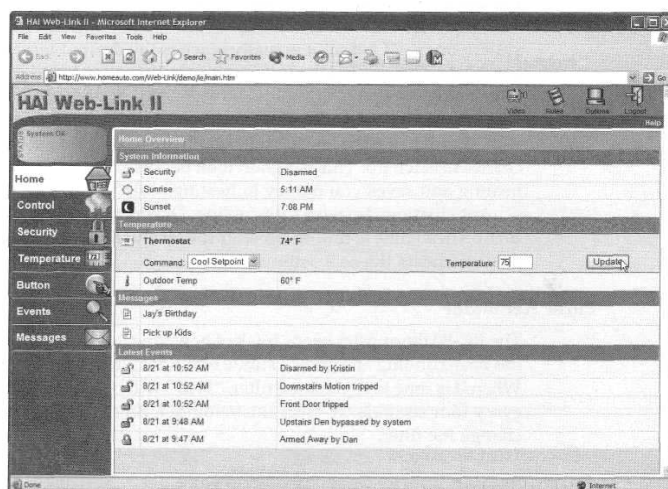 HAI Web-Link II - Microsoft Internet Explorer
File Edit View Favorites Tools Help
Back Search Favorites Media
Address http://www.homeauto.com/Web-Link/demo/ie/main.htm Go
HAI Web-Link II
Video Rules Options Logout
Help
System OK
Home
Control
Security
Temperature
Button
Events
Messages
Home Overview
System Information
Security Disarmed
Sunrise 5:11 AM
Sunset 7:08 PM
Temperature
Thermostat 74° F
Command: Cool Setpoint Temperature: 75 Update
Outdoor Temp 60° F
Messages
Jay's Birthday
Pick up Kids
Latest Events
8/21 at 10:52 AM Disarmed by Kristin
8/21 at 10:52 AM Downstairs Motion tripped
8/21 at 10:52 AM Front Door tripped
8/21 at 9:48 AM Upstairs Den bypassed by system
8/21 at 9:47 AM Armed Away by Dan
Done Internet